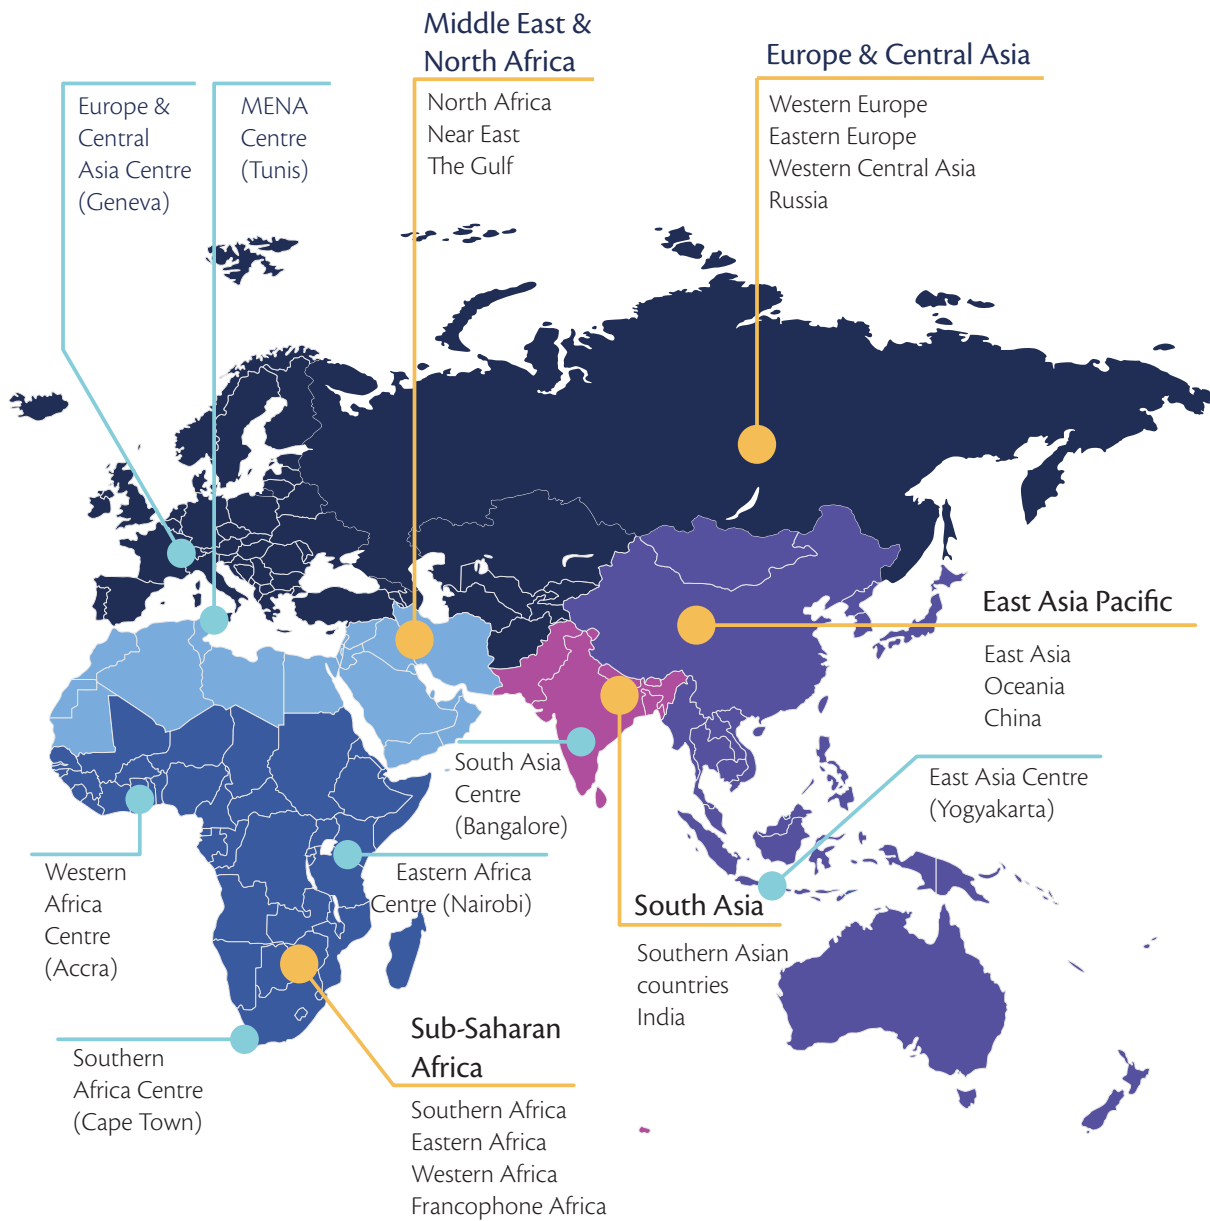 Middle East &
North Africa
North Africa
Near East
The Gulf
Europe & Central Asia
Western Europe
Eastern Europe
Western Central Asia
Russia
Europe &
Central
Asia Centre
(Geneva)
MENA
Centre
(Tunis)
East Asia Pacific
East Asia
Oceania
China
East Asia Centre
(Yogyakarta)
South Asia
Centre
(Bangalore)
Western
Africa
Centre
(Accra)
Eastern Africa
Centre (Nairobi)
South Asia
Southern Asian
countries
India
Southern
Africa Centre
(Cape Town)
Sub-Saharan
Africa
Southern Africa
Eastern Africa
Western Africa
Francophone Africa